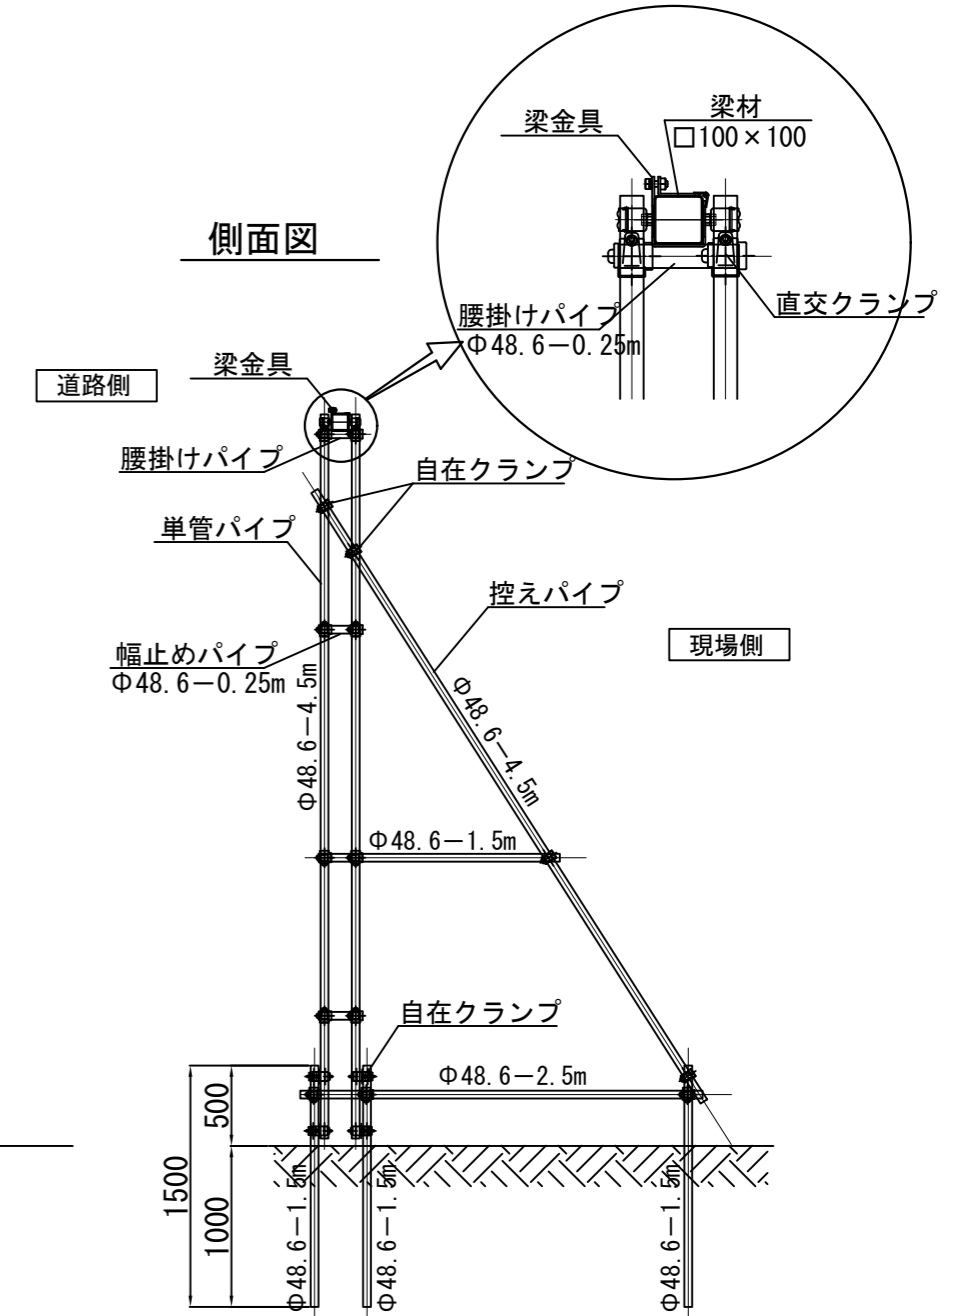 梁材
□100×100
梁金具
側面図
直交クランプ
腰掛けパイプ
Φ48.6－0.25m
梁金具
道路側
腰掛けパイプ
自在クランプ
単管パイプ
控えパイプ
現場側
幅止めパイプ
Φ48.6－0.25m
Φ48.6－4.5m
Φ48.6－4.5m
Φ48.6－1.5m
自在クランプ
Φ48.6－2.5m
500
1500
1000
Φ48.6－1.5m
Φ48.6－1.5m
Φ48.6－1.5m